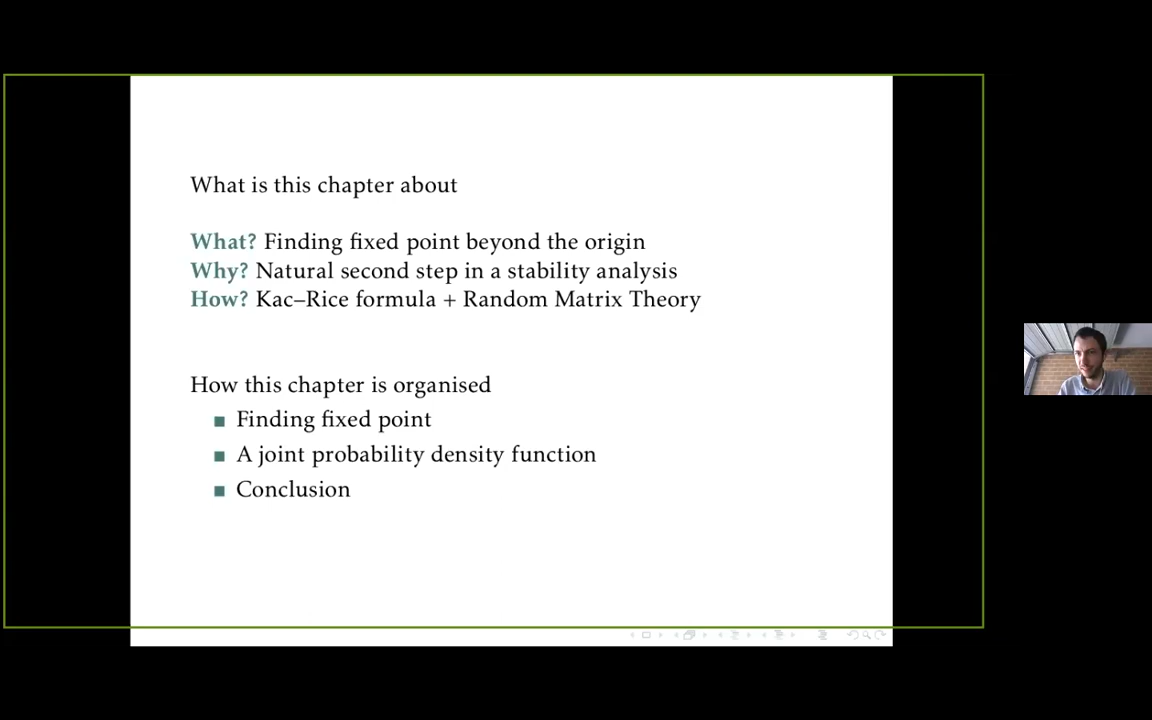 What is this chapter about
What? Finding fixed point beyond the origin
Why? Natural second step in a stability analysis
How? Kac–Rice formula + Random Matrix Theory
How this chapter is organised
Finding fixed point
A joint probability density function
Conclusion